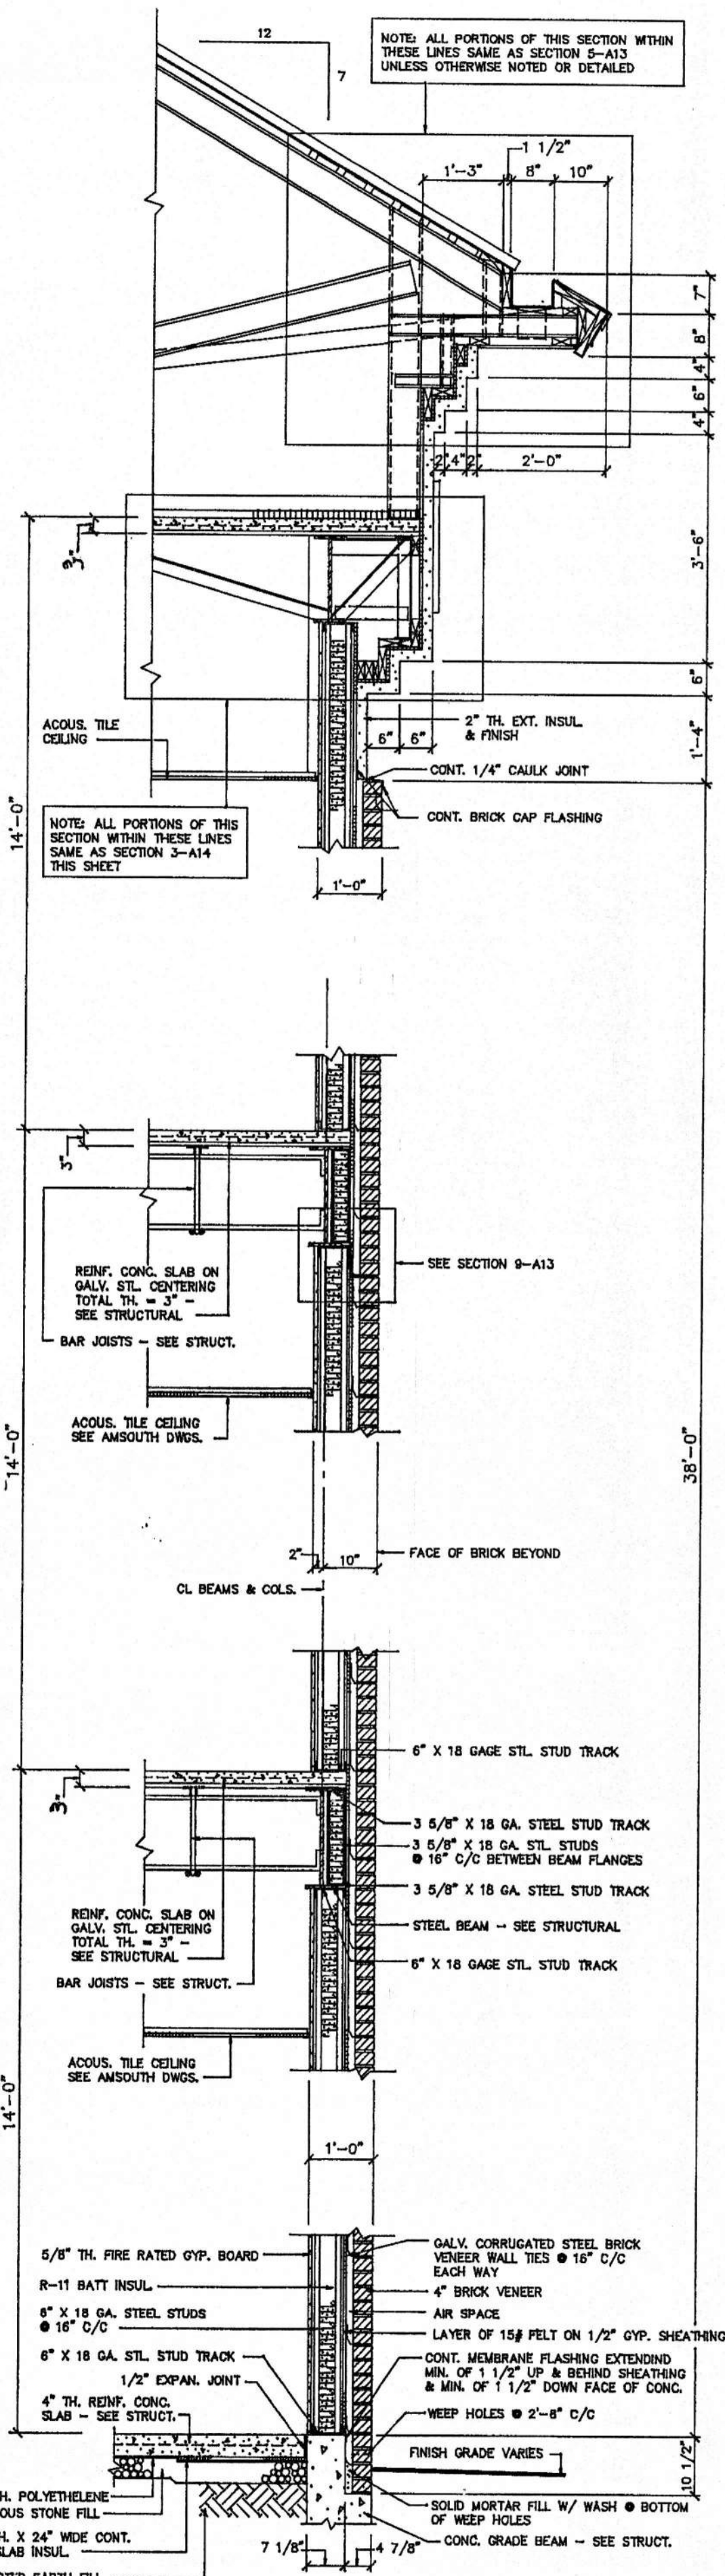 12
7
NOTE: ALL PORTIONS OF THIS SECTION WITHIN
THESE LINES SAME AS SECTION 5-A13
UNLESS OTHERWISE NOTED OR DETAILED
1 1/2"
1'-3"
8"
10"
7"
8"
4"
6"
4"
2"
4"
2"
2'-0"
3"
3'-6"
6"
1'-4"
ACOUS. TILE
CEILING
2" TH. EXT. INSUL.
& FINISH
6"
6"
CONT. 1/4" CAULK JOINT
CONT. BRICK CAP FLASHING
14'-0"
NOTE: ALL PORTIONS OF THIS
SECTION WITHIN THESE LINES
SAME AS SECTION 3-A14
THIS SHEET
1'-0"
3"
SEE SECTION 9-A13
REINF. CONC. SLAB ON
GALV. STL. CENTERING
TOTAL TH. = 3" -
SEE STRUCTURAL
BAR JOISTS - SEE STRUCT.
ACOUS. TILE CEILING
SEE AMSOUTH DWGS.
14'-0"
38'-0"
2"
10"
FACE OF BRICK BEYOND
CL BEAMS & COLS.
6" X 18 GAGE STL. STUD TRACK
3"
3 5/8" X 18 GA. STEEL STUD TRACK
3 5/8" X 18 GA. STL. STUDS
@ 16" C/C BETWEEN BEAM FLANGES
3 5/8" X 18 GA. STEEL STUD TRACK
REINF. CONC. SLAB ON
GALV. STL. CENTERING
TOTAL TH. = 3" -
SEE STRUCTURAL
STEEL BEAM - SEE STRUCTURAL
6" X 18 GAGE STL. STUD TRACK
BAR JOISTS - SEE STRUCT.
ACOUS. TILE CEILING
SEE AMSOUTH DWGS.
14'-0"
1'-0"
5/8" TH. FIRE RATED GYP. BOARD
R-11 BATT INSUL.
6" X 18 GA. STEEL STUDS
@ 16" C/C
6" X 18 GA. STL. STUD TRACK
1/2" EXPAN. JOINT
4" TH. REINF. CONC.
SLAB - SEE STRUCT.
GALV. CORRUGATED STEEL BRICK
VENEER WALL TIES @ 16" C/C
EACH WAY
4" BRICK VENEER
AIR SPACE
LAYER OF 15# FELT ON 1/2" GYP. SHEATHING
CONT. MEMBRANE FLASHING EXTENDIND
MIN. OF 1 1/2" UP & BEHIND SHEATHING
& MIN. OF 1 1/2" DOWN FACE OF CONC.
WEEP HOLES @ 2'-8" C/C
FINISH GRADE VARIES
10 1/2"
H. POLYETHELENE
OUS STONE FILL
H. X 24" WIDE CONT.
SLAB INSUL.
SOLID MORTAR FILL W/ WASH @ BOTTOM
OF WEEP HOLES
CONC. GRADE BEAM - SEE STRUCT.
7 1/8"
4 7/8"
EARTH FILL